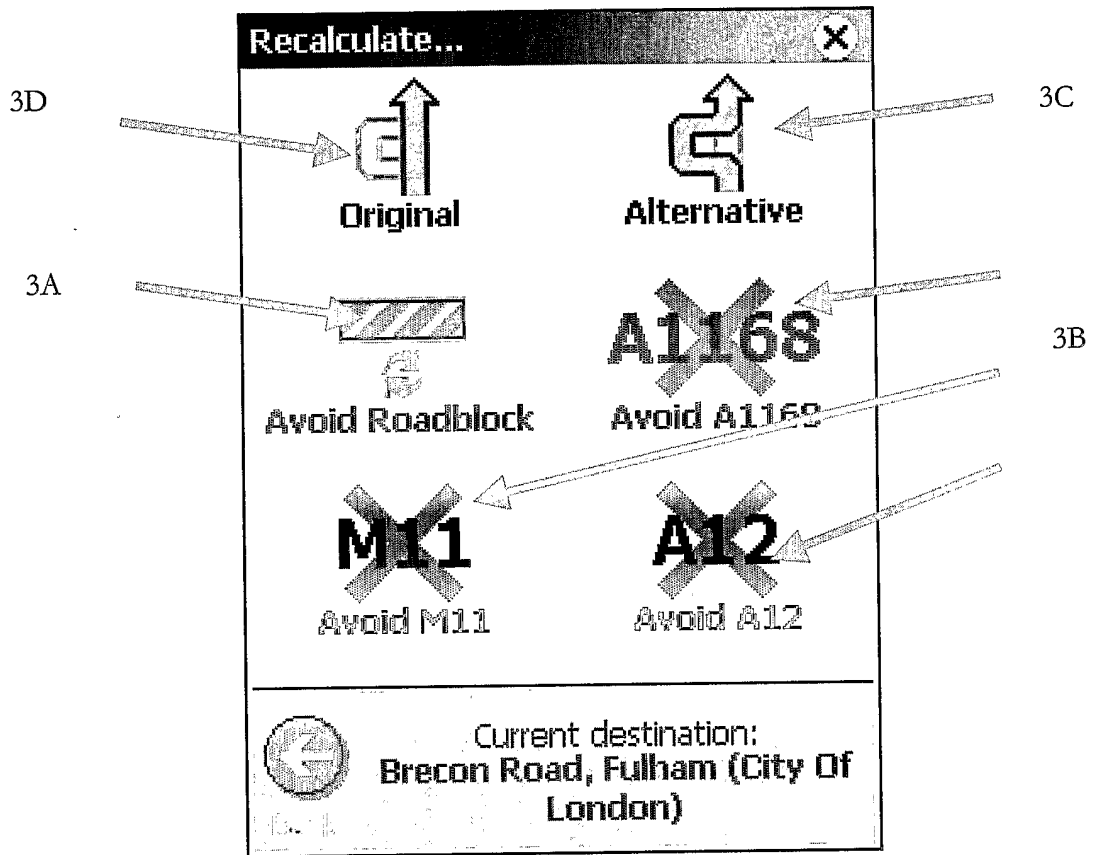 Recalculate...
3D
3C
Original
Alternative
3A
A1168
3B
Avoid Roadblock
Avoid A1168
M11
A12
Avoid M11
Avoid A12
Current destination:
Brecon Road, Fulham (City Of
London)